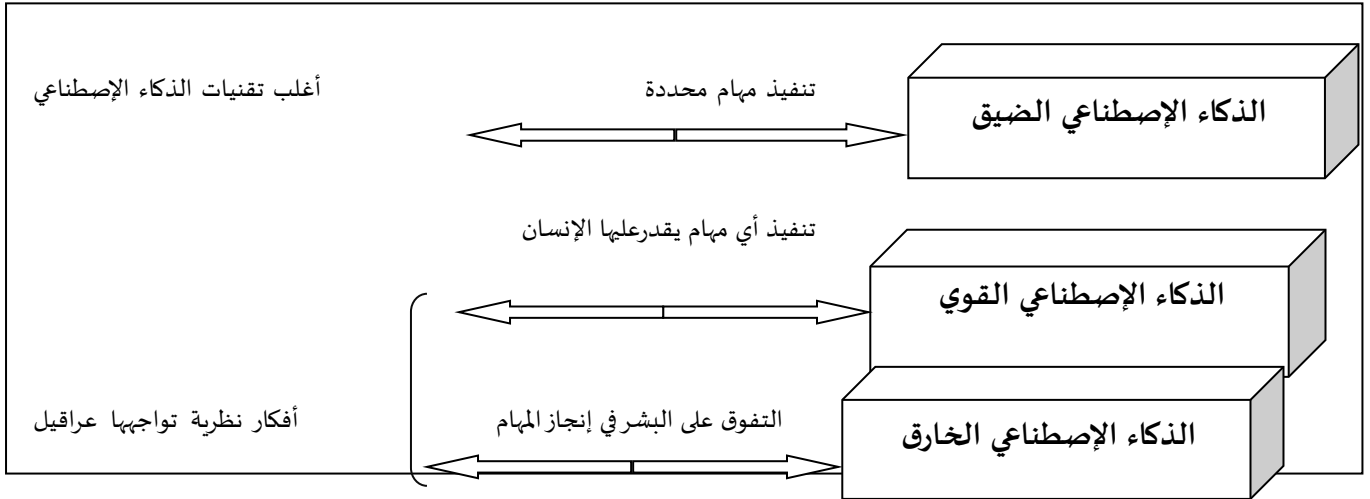 الذكاء الإصطناعي الضيق
تنفيذ مهام محددة
أغلب تقنيات الذكاء الإصطناعي
الذكاء الإصطناعي القوي
تنفيذ أي مهام يقدرعليها الإنسان
الذكاء الإصطناعي الخارق
التفوق على البشر في إنجاز المهام
أفكار نظرية تواجهها عراقيل